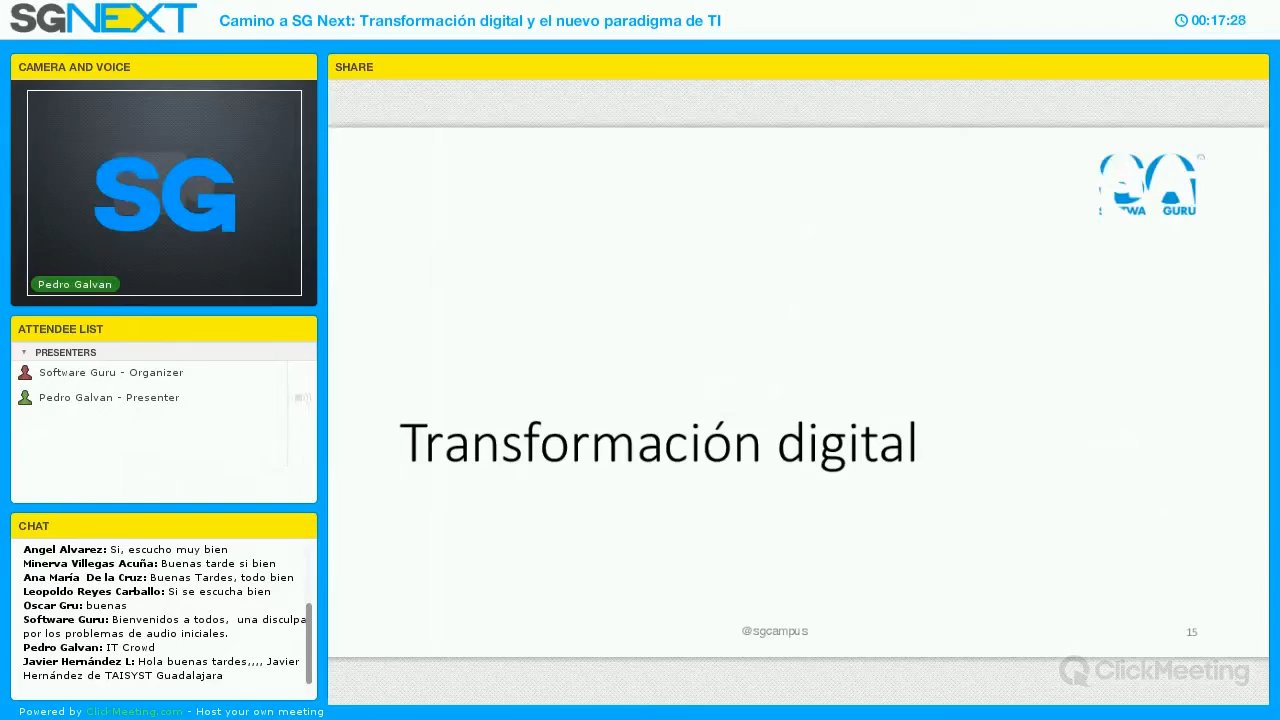 SGNEXT
Camino a SG Next: Transformación digital y el nuevo paradigma de TI
00:17:28
CAMERA AND VOICE
SG
Pedro Galvan
ATTENDEE LIST
PRESENTERS
Software Guru - Organizer
Pedro Galvan - Presenter
CHAT
Angel Alvarez: Si, escucho muy bien
Minerva Villegas Acuña: Buenas tarde si bien
Ana María De la Cruz: Buenas Tardes, todo bien
Leopoldo Reyes Carballo: Si se escucha bien
Oscar Gru: buenas
Software Guru: Bienvenidos a todos, una disculpa
por los problemas de audio iniciales.
Pedro Galvan: IT Crowd
Javier Hernández L: Hola buenas tardes,,,, Javier
Hernández de TAISYST Guadalajara
SHARE
GURU
Transformación digital
@sgcampus
15
ClickMeeting
Powered by ClickMeeting.com - Host your own meeting